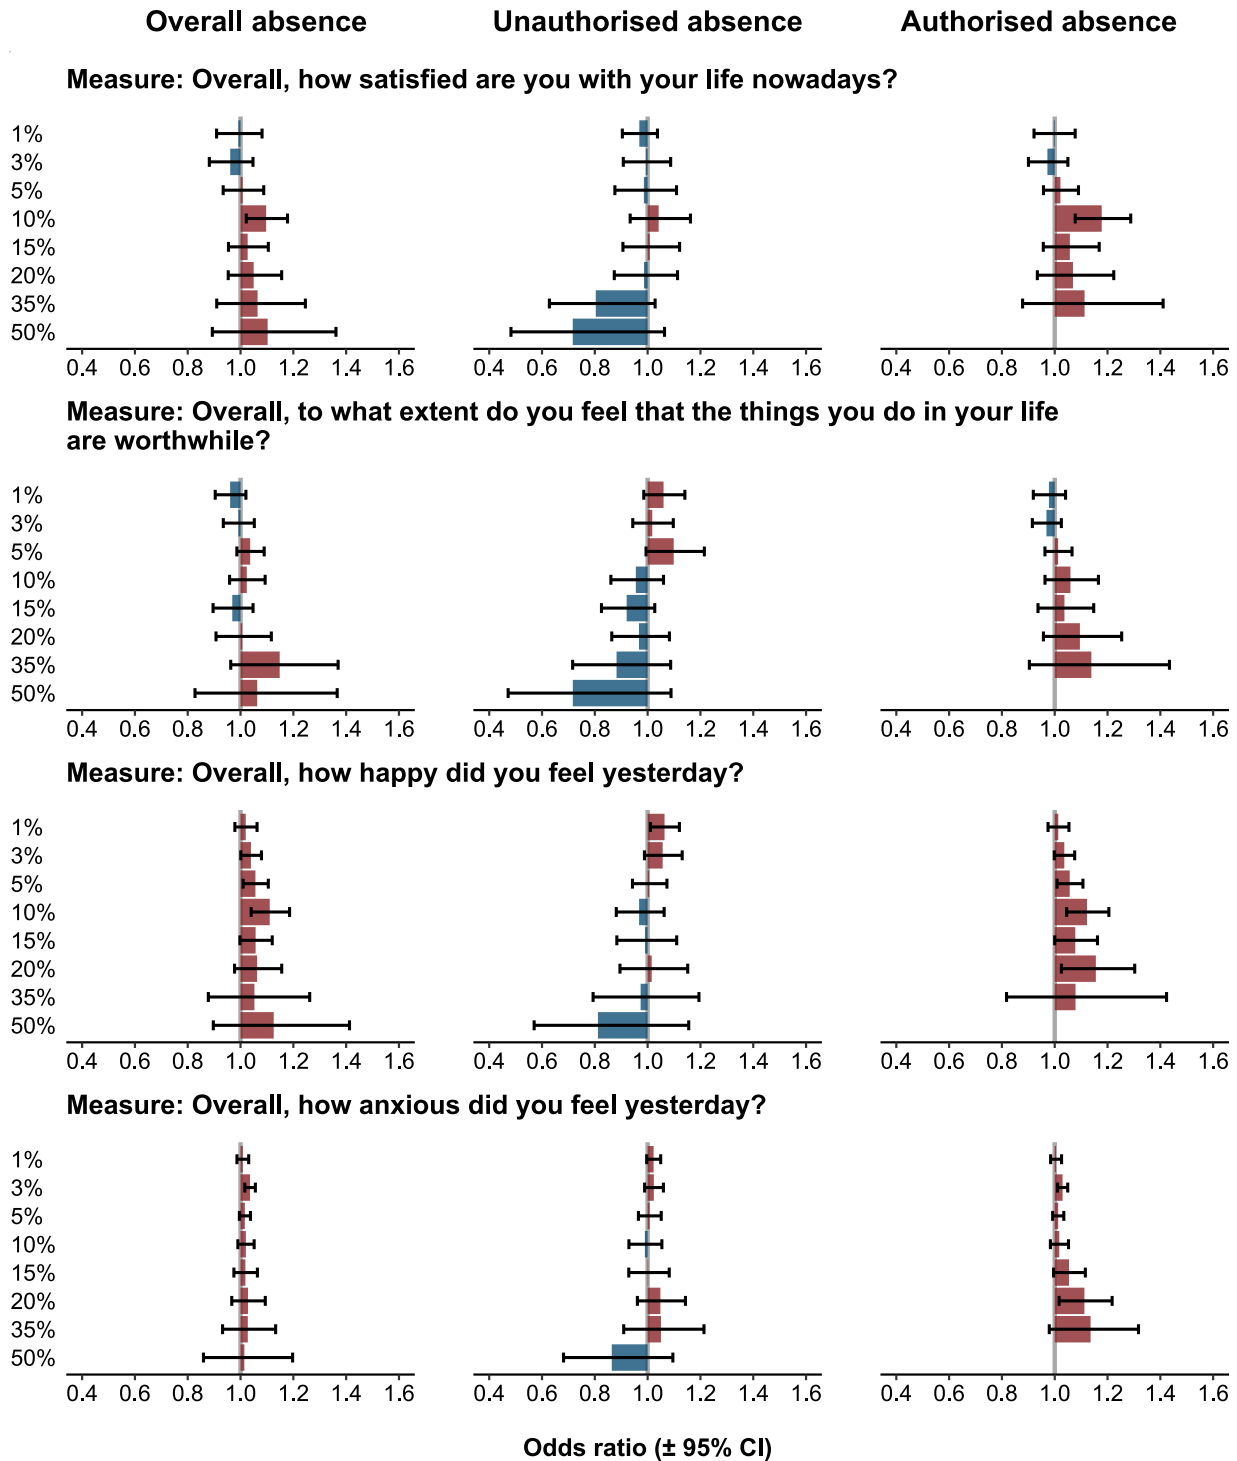 Overall absence Unauthorised absence Authorised absence
Measure: Overall, how satisfied are you with your life nowadays?
1%
3%
5%
10%
15%
20%
35%
50%
0.4 0.6 0.8 1.0 1.2 1.4 1.6 0.4 0.6 0.8 1.0 1.2 1.4 1.6 0.4 0.6 0.8 1.0 1.2 1.4 1.6
Measure: Overall, to what extent do you feel that the things you do in your life
are worthwhile?
1%
3%
5%
10%
15%
20%
35%
50%
0.4 0.6 0.8 1.0 1.2 1.4 1.6 0.4 0.6 0.8 1.0 1.2 1.4 1.6 0.4 0.6 0.8 1.0 1.2 1.4 1.6
Measure: Overall, how happy did you feel yesterday?
1%
3%
5%
10%
15%
20%
35%
50%
0.4 0.6 0.8 1.0 1.2 1.4 1.6 0.4 0.6 0.8 1.0 1.2 1.4 1.6 0.4 0.6 0.8 1.0 1.2 1.4 1.6
Measure: Overall, how anxious did you feel yesterday?
1%
3%
5%
10%
15%
20%
35%
50%
0.4 0.6 0.8 1.0 1.2 1.4 1.6 0.4 0.6 0.8 1.0 1.2 1.4 1.6 0.4 0.6 0.8 1.0 1.2 1.4 1.6
Odds ratio (± 95% CI)